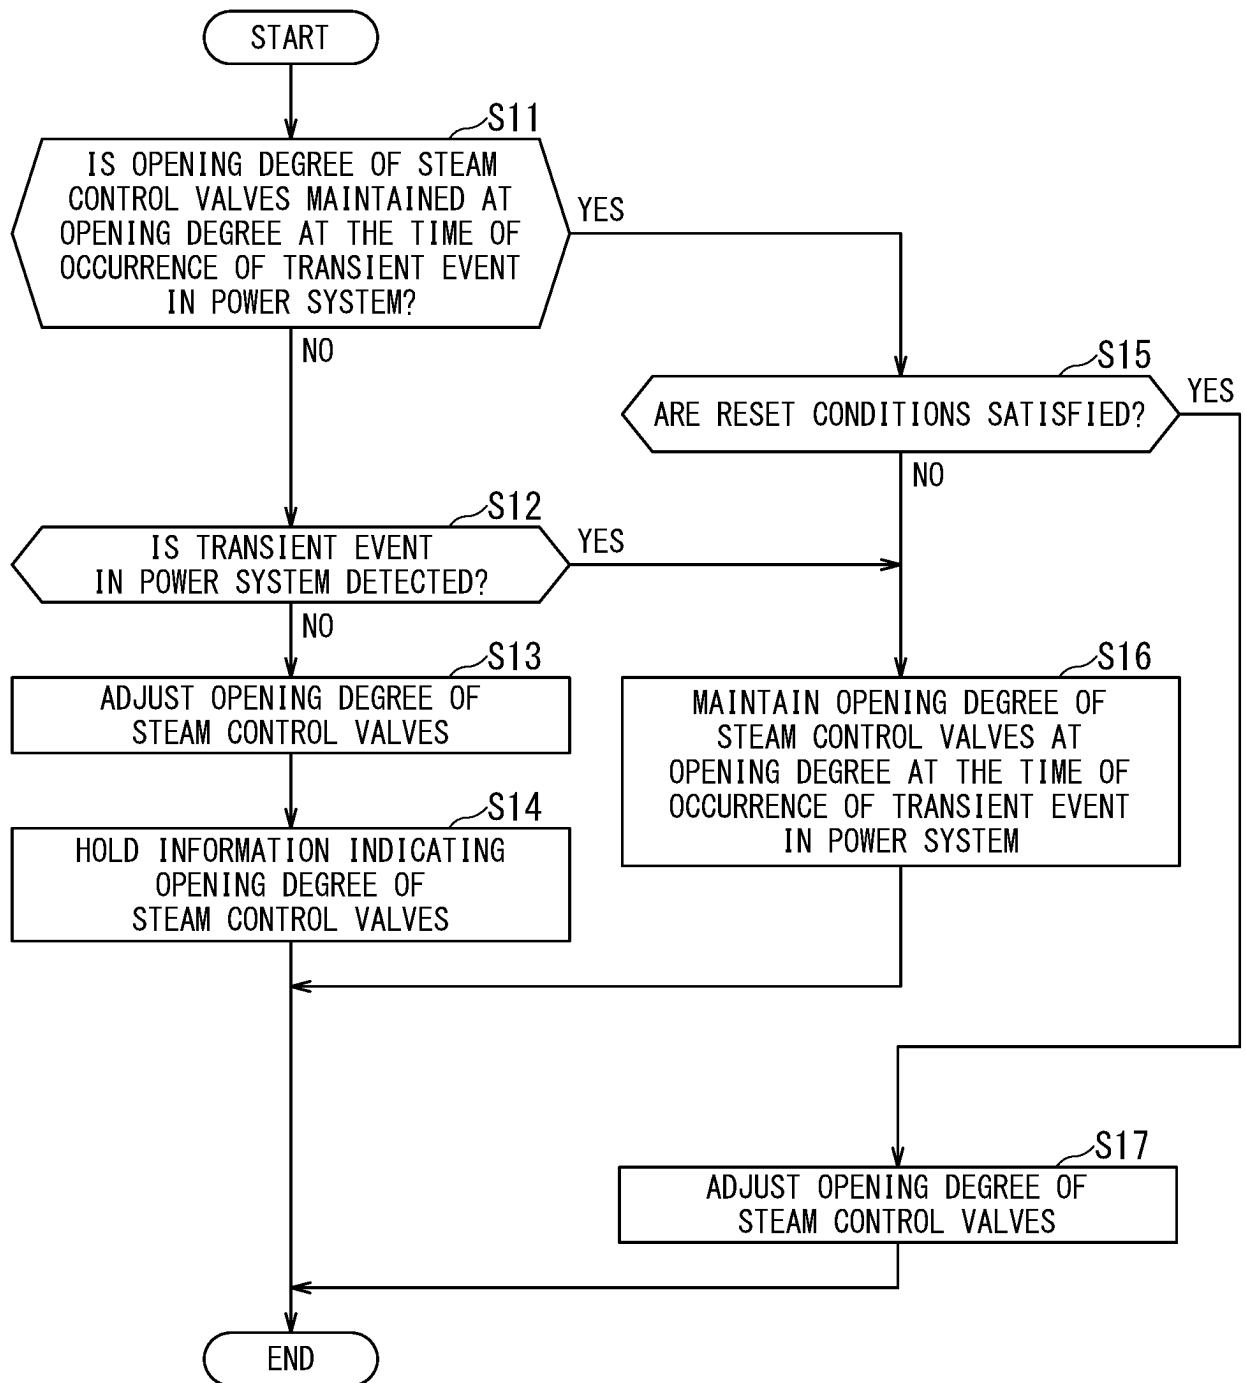 START
S11
IS OPENING DEGREE OF STEAM
CONTROL VALVES MAINTAINED AT
OPENING DEGREE AT THE TIME OF
OCCURRENCE OF TRANSIENT EVENT
IN POWER SYSTEM?
YES
NO
S15
ARE RESET CONDITIONS SATISFIED?
YES
NO
S12
IS TRANSIENT EVENT
IN POWER SYSTEM DETECTED?
YES
NO
S13
ADJUST OPENING DEGREE OF
STEAM CONTROL VALVES
S14
HOLD INFORMATION INDICATING
OPENING DEGREE OF
STEAM CONTROL VALVES
S16
MAINTAIN OPENING DEGREE OF
STEAM CONTROL VALVES AT
OPENING DEGREE AT THE TIME OF
OCCURRENCE OF TRANSIENT EVENT
IN POWER SYSTEM
S17
ADJUST OPENING DEGREE OF
STEAM CONTROL VALVES
END